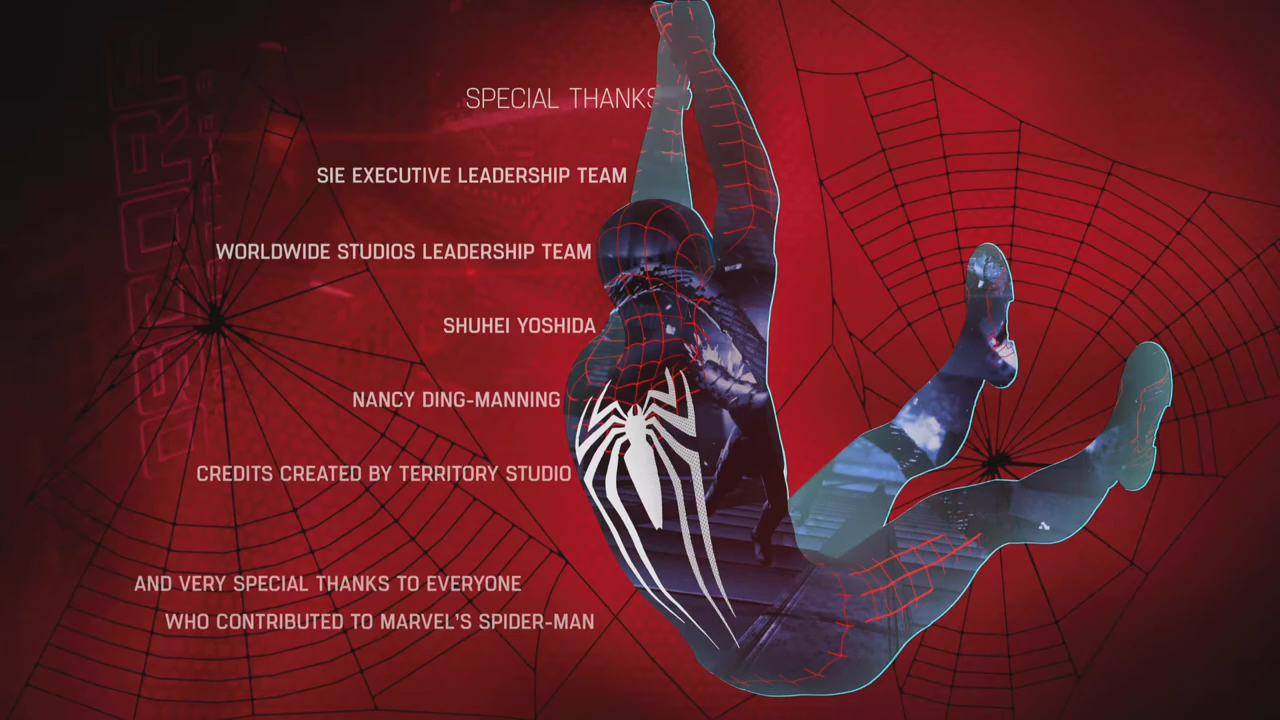 SPECIAL THANKS
SIE EXECUTIVE LEADERSHIP TEAM
WORLDWIDE STUDIOS LEADERSHIP TEAM
SHUHEI YOSHIDA
NANCY DING-MANNING
CREDITS CREATED BY TERRITORY STUDIO
AND VERY SPECIAL THANKS TO EVERYONE
WHO CONTRIBUTED TO MARVEL'S SPIDER-MAN